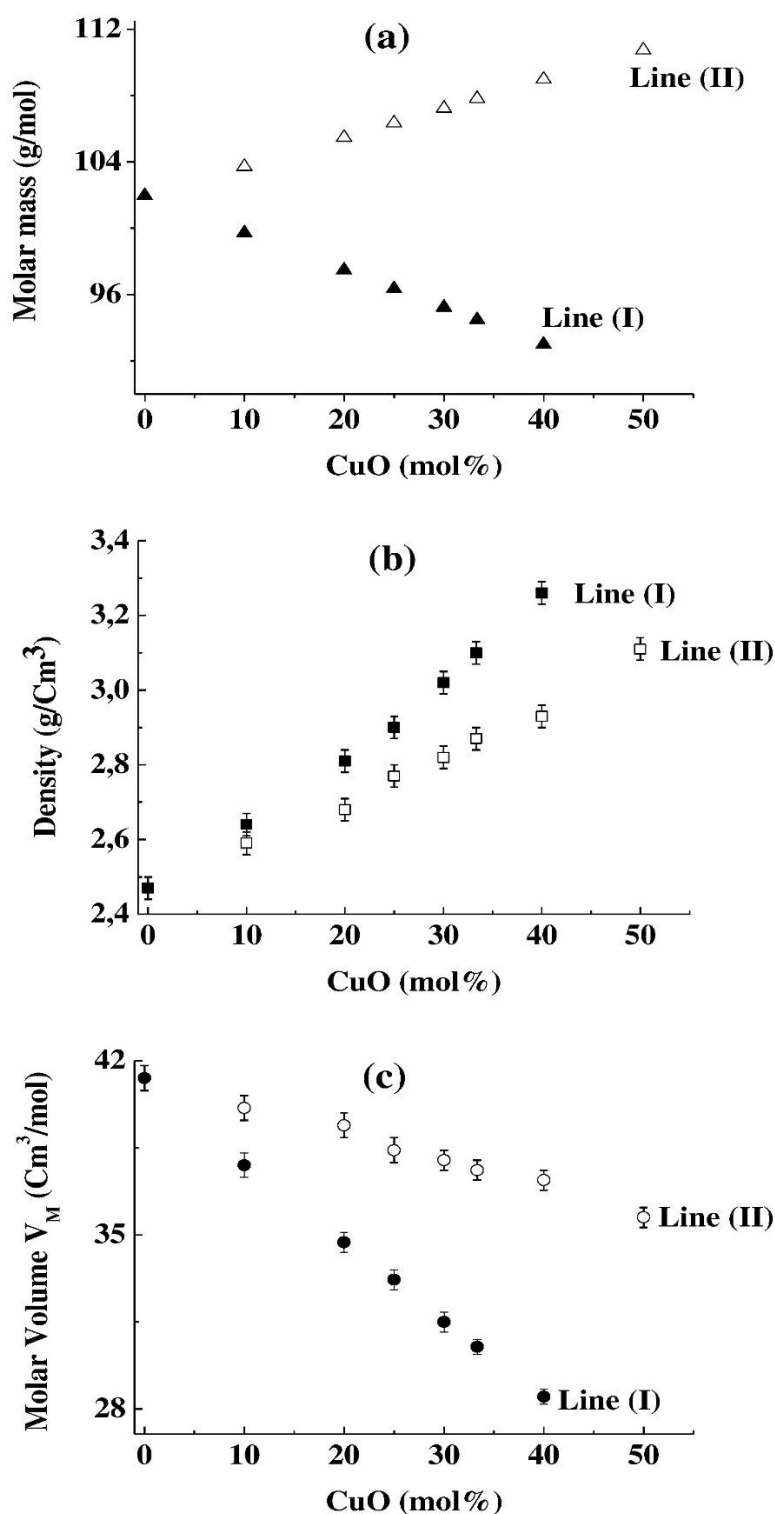 (a)
112
104
96
Molar mass (g/mol)
Line (II)
Line (I)
0 10 20 30 40 50
CuO (mol%)
(b)
3,4
3,2
3,0
2,8
2,6
2,4
Density (g/Cm³)
Line (I)
Line (II)
0 10 20 30 40 50
CuO (mol%)
(c)
42
35
28
Molar Volume V_M (Cm³/mol)
Line (II)
Line (I)
0 10 20 30 40 50
CuO (mol%)